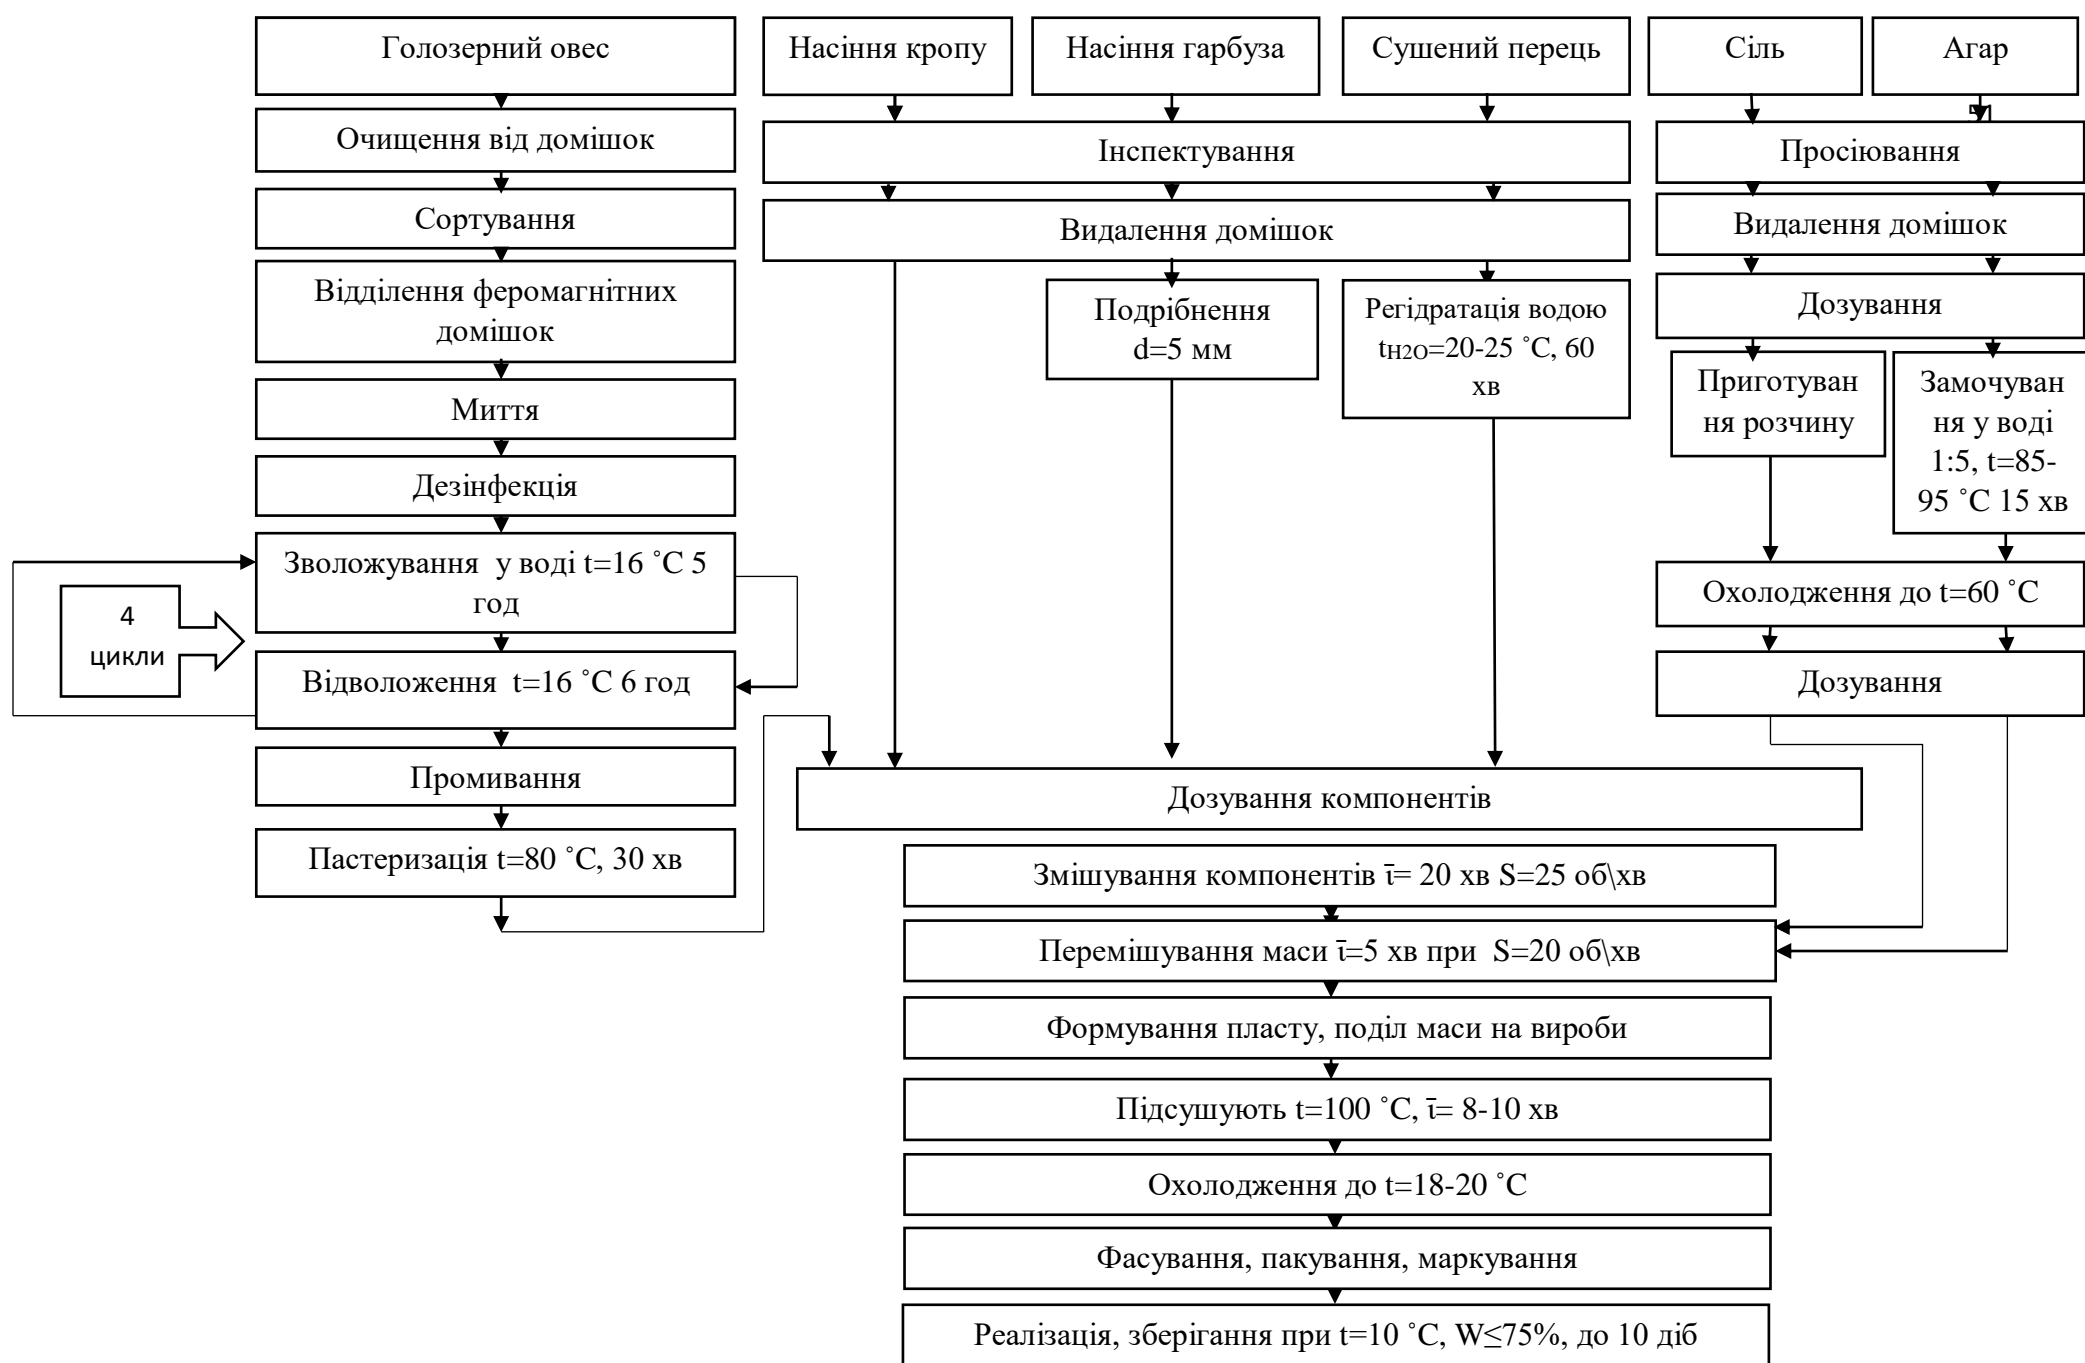 Голозерний овес
Насіння кропу
Насіння гарбуза
Сушений перець
Сіль
Агар
Очищення від домішок
Інспектування
Просіювання
Сортування
Видалення домішок
Видалення домішок
Відділення феромагнітних
домішок
Подрібнення
d=5 мм
Регідратація водою
tH2O=20-25 ˚C, 60
хв
Дозування
Миття
Приготуван
ня розчину
Замочуван
ня у воді
1:5, t=85-
95 ˚C 15 хв
Дезінфекція
Зволожування у воді t=16 ˚C 5
год
4
цикли
Відволоження t=16 ˚C 6 год
Охолодження до t=60 ˚C
Дозування
Промивання
Пастеризація t=80 ˚C, 30 хв
Дозування компонентів
Змішування компонентів ῑ= 20 хв S=25 об\хв
Перемішування маси ῑ=5 хв при S=20 об\хв
Формування пласту, поділ маси на вироби
Підсушують t=100 ˚C, ῑ= 8-10 хв
Охолодження до t=18-20 ˚C
Фасування, пакування, маркування
Реалізація, зберігання при t=10 ˚C, W≤75%, до 10 діб